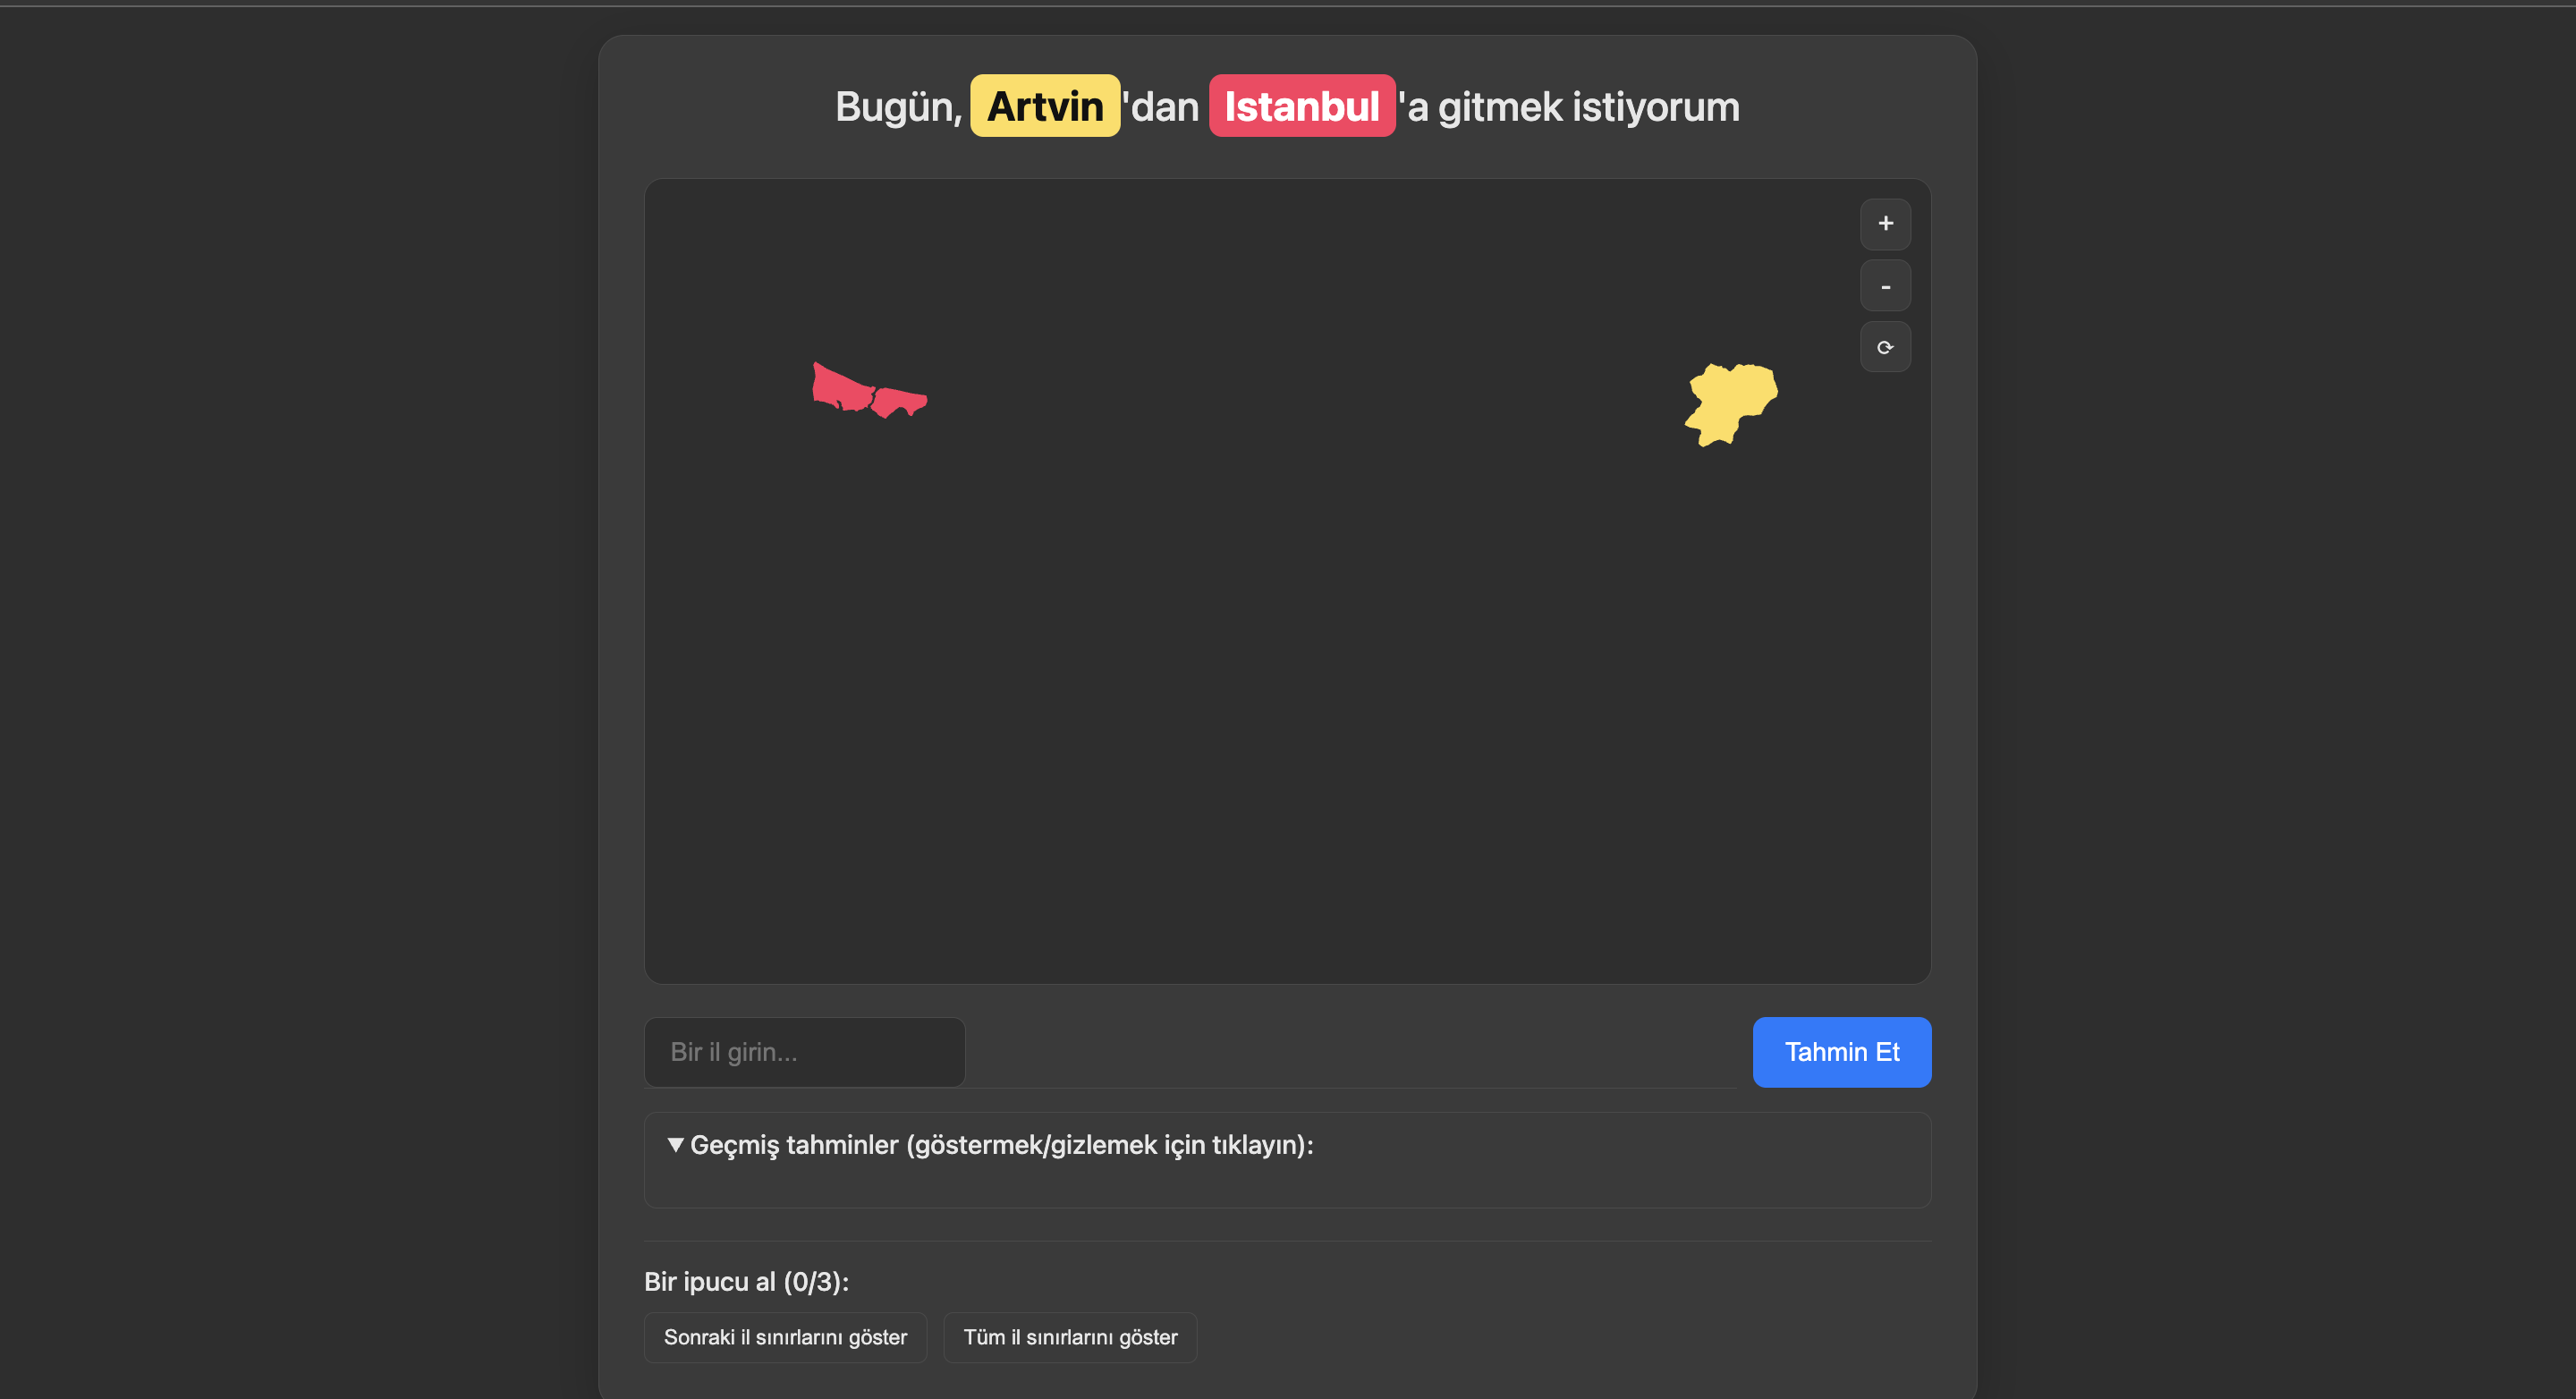 Bugün, Artvin'dan Istanbul'a gitmek istiyorum
+
-
⟳
Bir il girin...
Tahmin Et
▼ Geçmiş tahminler (göstermek/gizlemek için tıklayın):
Bir ipucu al (0/3):
Sonraki il sınırlarını göster
Tüm il sınırlarını göster